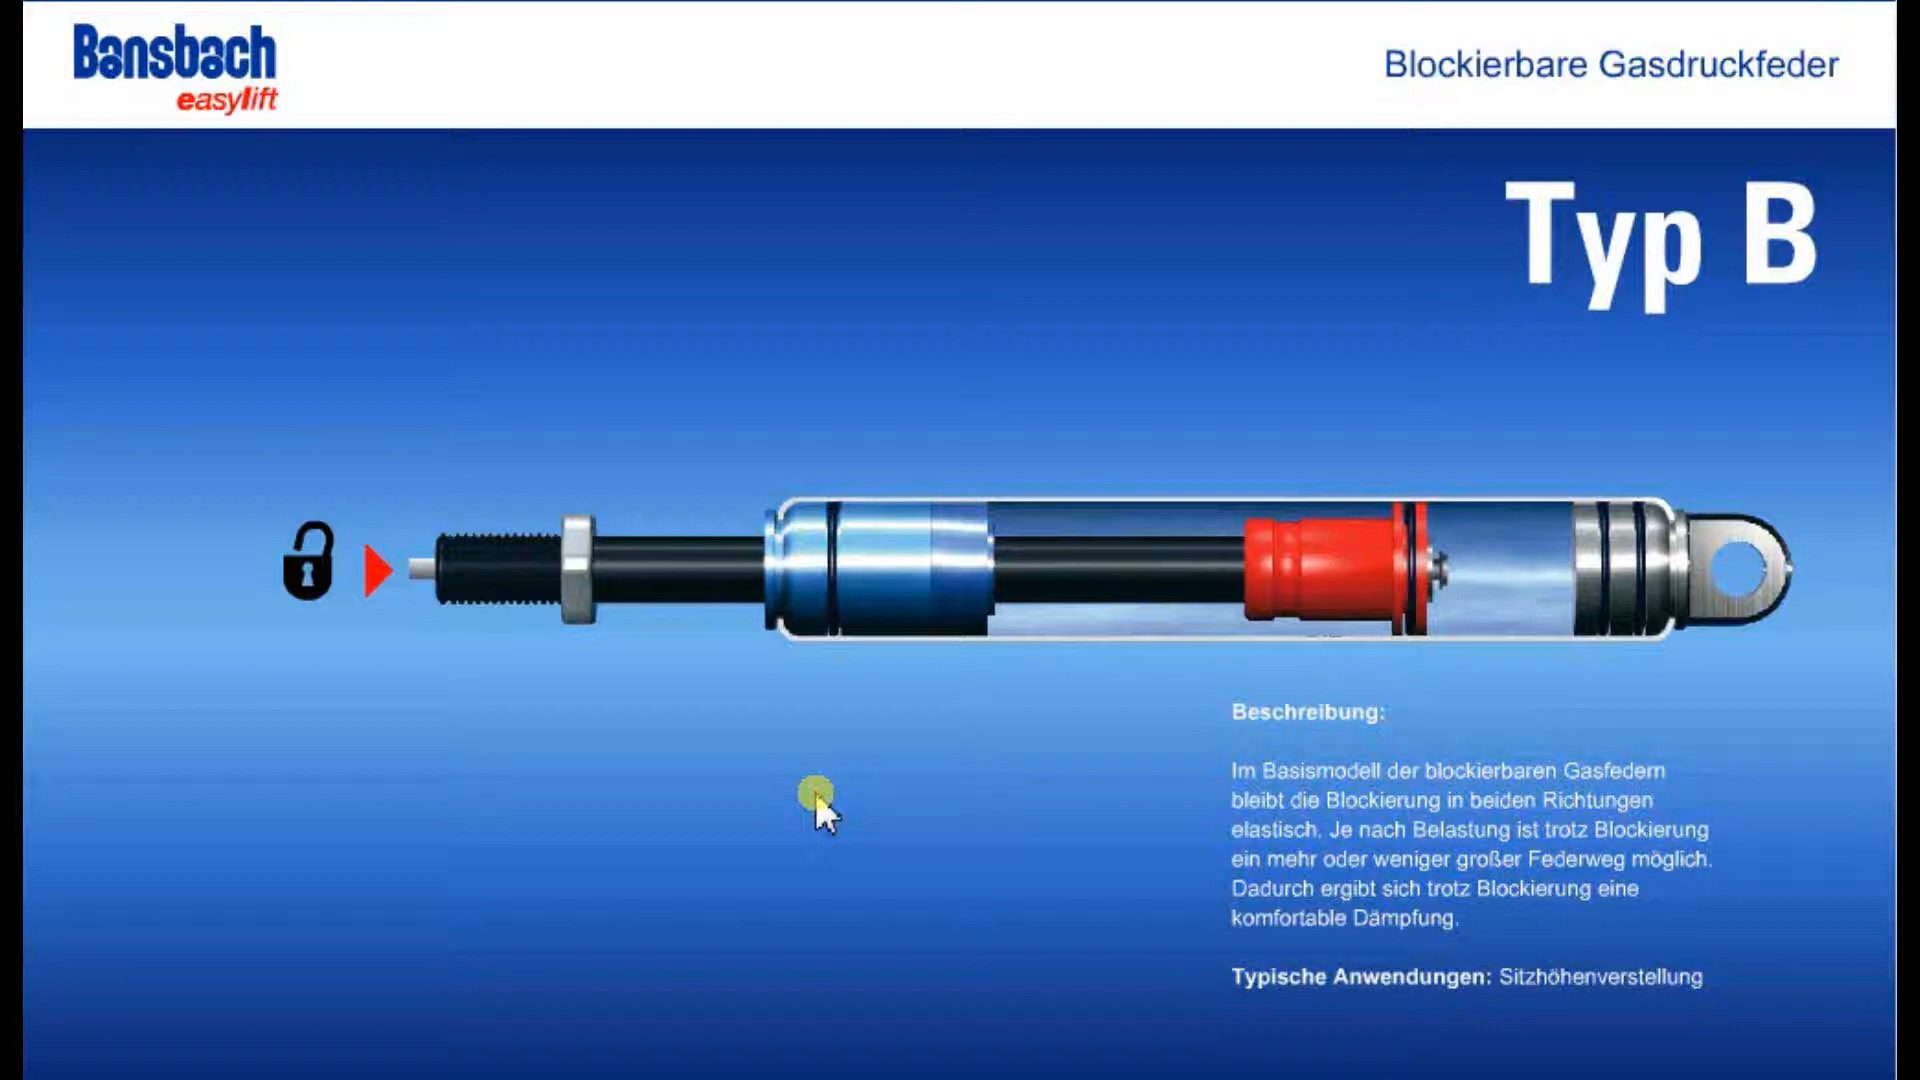 Bansbach
easylift
Blockierbare Gasdruckfeder
Typ B
Beschreibung:
Im Basismodell der blockierbaren Gasfedern
bleibt die Blockierung in beiden Richtungen
elastisch. Je nach Belastung ist trotz Blockierung
ein mehr oder weniger großer Federweg möglich.
Dadurch ergibt sich trotz Blockierung eine
komfortable Dämpfung.
Typische Anwendungen: Sitzhöhenverstellung